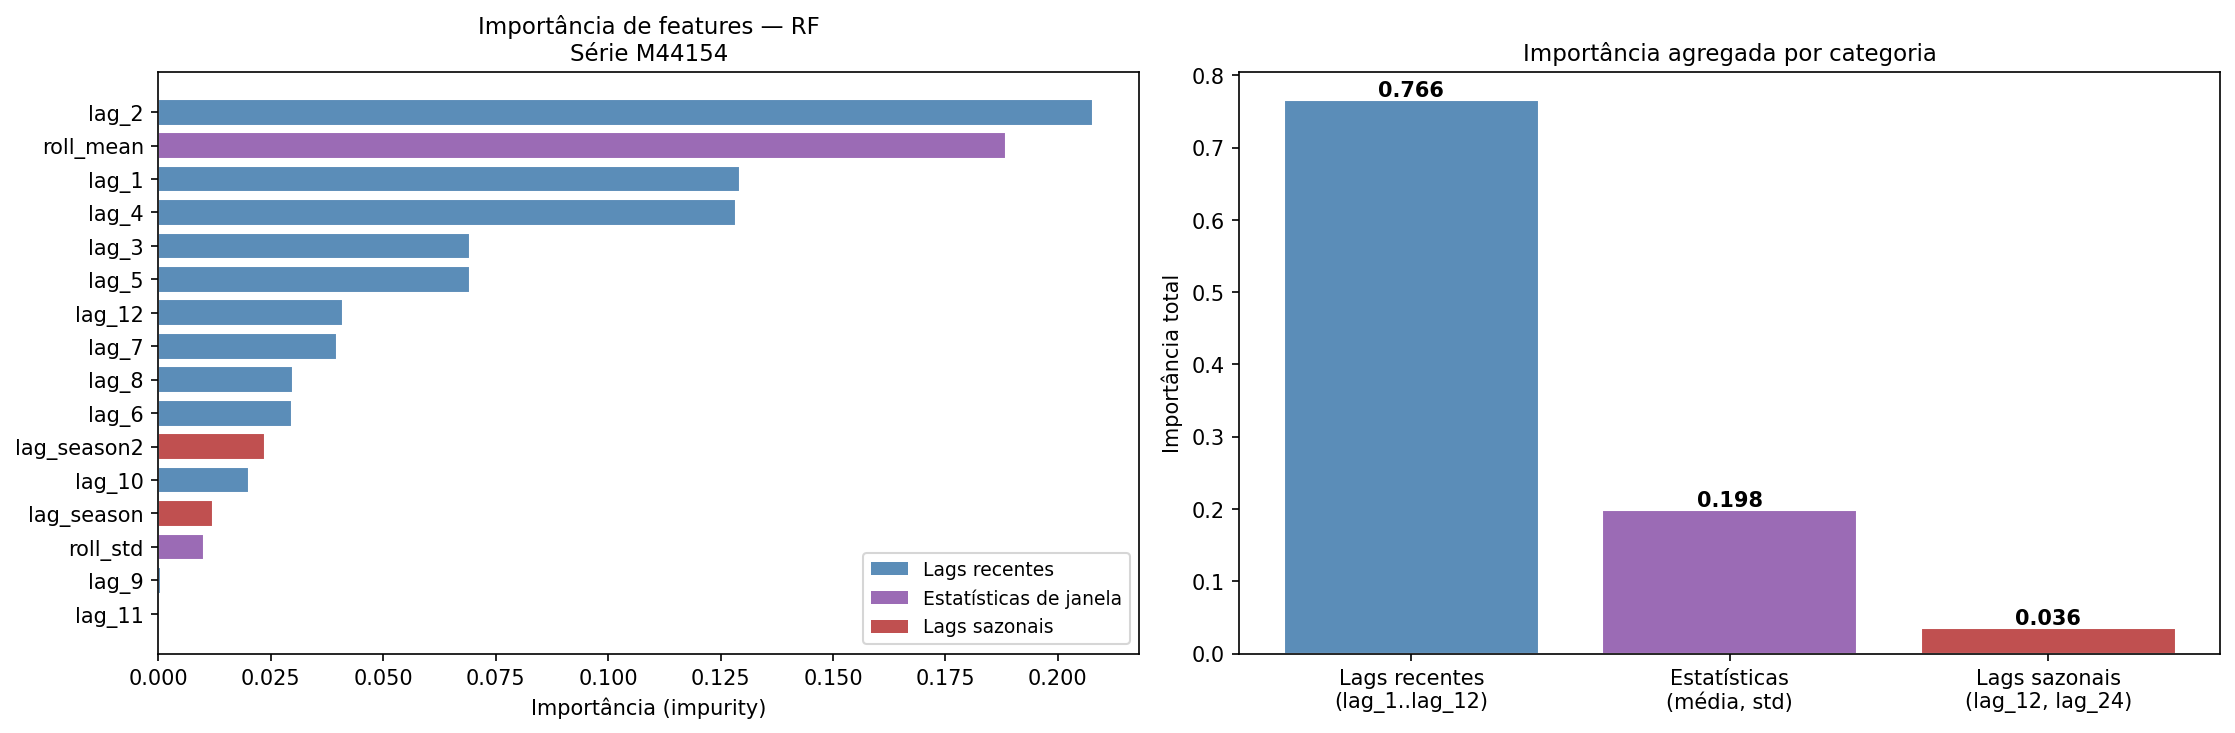 Importância de features — RF
Série M44154
lag_2
roll_mean
lag_1
lag_4
lag_3
lag_5
lag_12
lag_7
lag_8
lag_6
lag_season2
lag_10
lag_season
roll_std
lag_9
lag_11
Lags recentes
Estatísticas de janela
Lags sazonais
0.000 0.025 0.050 0.075 0.100 0.125 0.150 0.175 0.200
Importância (impurity)
Importância agregada por categoria
Importância total
0.8
0.7
0.6
0.5
0.4
0.3
0.2
0.1
0.0
0.766
0.198
0.036
Lags recentes
(lag_1..lag_12)
Estatísticas
(média, std)
Lags sazonais
(lag_12, lag_24)